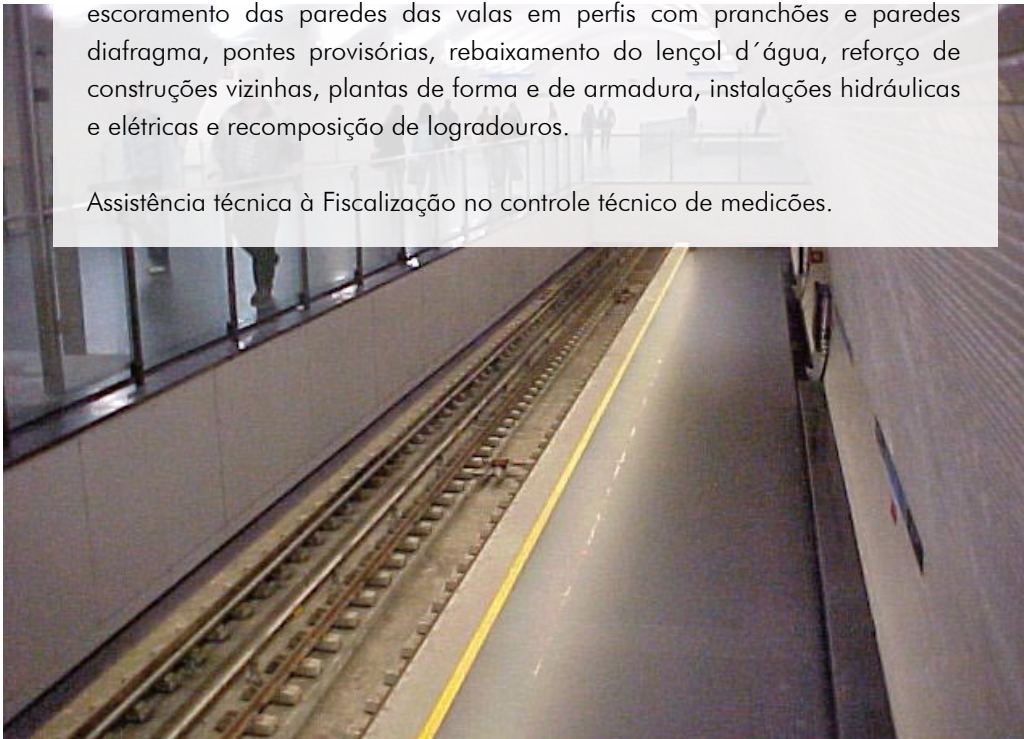 escoramento das paredes das valas em perfis com pranchões e paredes
diafragma, pontes provisórias, rebaixamento do lençol d´água, reforço de
construções vizinhas, plantas de forma e de armadura, instalações hidráulicas
e elétricas e recomposição de logradouros.
Assistência técnica à Fiscalização no controle técnico de medicões.